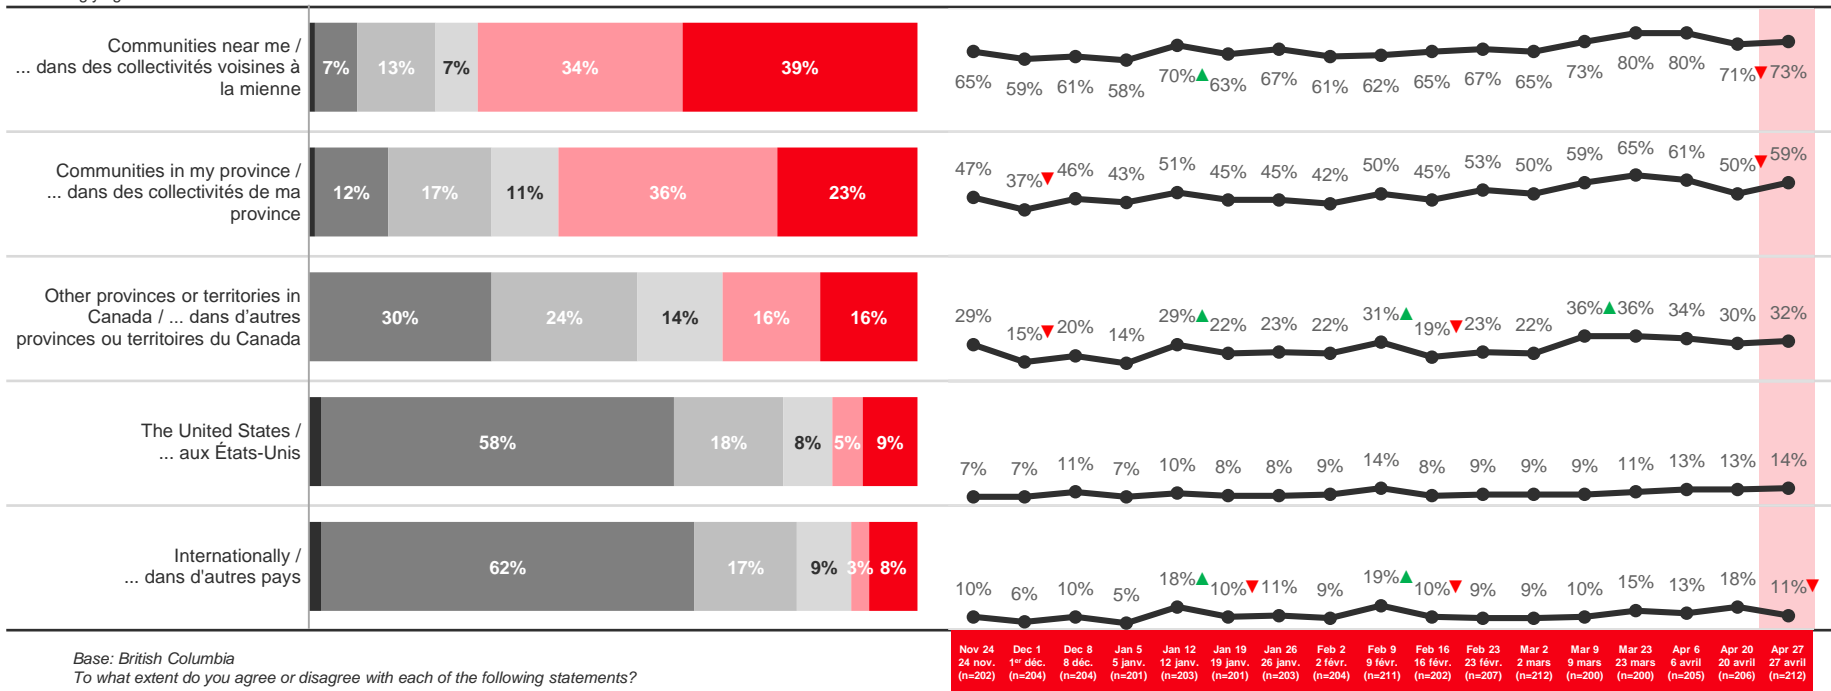 Communities near me /
... dans des collectivités voisines à
la mienne
7% 13% 7% 34% 39%
65% 59% 61% 58% 70% 63% 67% 61% 62% 65% 67% 65% 73% 80% 80% 71% 73%
Communities in my province /
... dans des collectivités de ma
province
12% 17% 11% 36% 23%
47% 37% 46% 43% 51% 45% 45% 42% 50% 45% 53% 50% 59% 65% 61% 50% 59%
Other provinces or territories in
Canada / ... dans d'autres
provinces ou territoires du Canada
30% 24% 14% 16% 16%
29% 15% 20% 14% 29% 22% 23% 22% 31% 19% 23% 22% 36% 36% 34% 30% 32%
The United States /
... aux États-Unis
58% 18% 8% 5% 9%
7% 7% 11% 7% 10% 8% 8% 9% 14% 8% 9% 9% 9% 11% 13% 13% 14%
Internationally /
... dans d'autres pays
62% 17% 9% 3% 8%
10% 6% 10% 5% 18% 10% 11% 9% 19% 10% 9% 9% 10% 15% 13% 18% 11%
Nov 24 Dec 1 Dec 8 Jan 5 Jan 12 Jan 19 Jan 26 Feb 2 Feb 9 Feb 16 Feb 23 Mar 2 Mar 9 Mar 23 Apr 6 Apr 20 Apr 27
24 nov. 1er déc. 8 déc. 5 janv. 12 janv. 19 janv. 26 janv. 2 févr. 9 févr. 16 févr. 23 févr. 2 mars 9 mars 23 mars 6 avril 20 avril 27 avril
(n=202) (n=204) (n=204) (n=201) (n=203) (n=201) (n=203) (n=204) (n=211) (n=202) (n=207) (n=212) (n=200) (n=200) (n=205) (n=206) (n=212)
Base: British Columbia
To what extent do you agree or disagree with each of the following statements?